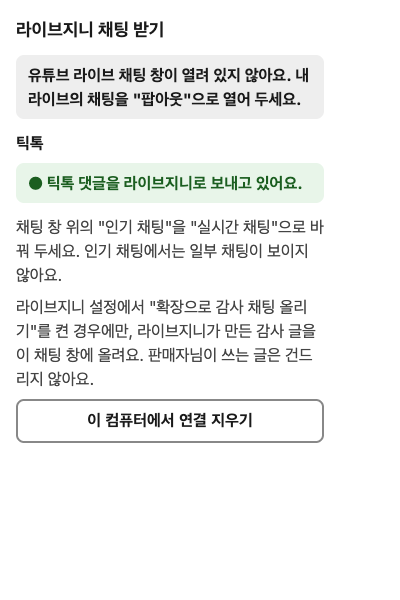 라이브지니 채팅 받기
유튜브 라이브 채팅 창이 열려 있지 않아요. 내
라이브의 채팅을 "팝아웃"으로 열어 두세요.
틱톡
● 틱톡 댓글을 라이브지니로 보내고 있어요.
채팅 창 위의 "인기 채팅"을 "실시간 채팅"으로 바
꿔 두세요. 인기 채팅에서는 일부 채팅이 보이지
않아요.
라이브지니 설정에서 "확장으로 감사 채팅 올리
기"를 켠 경우에만, 라이브지니가 만든 감사 글을
이 채팅 창에 올려요. 판매자님이 쓰는 글은 건드
리지 않아요.
이 컴퓨터에서 연결 지우기